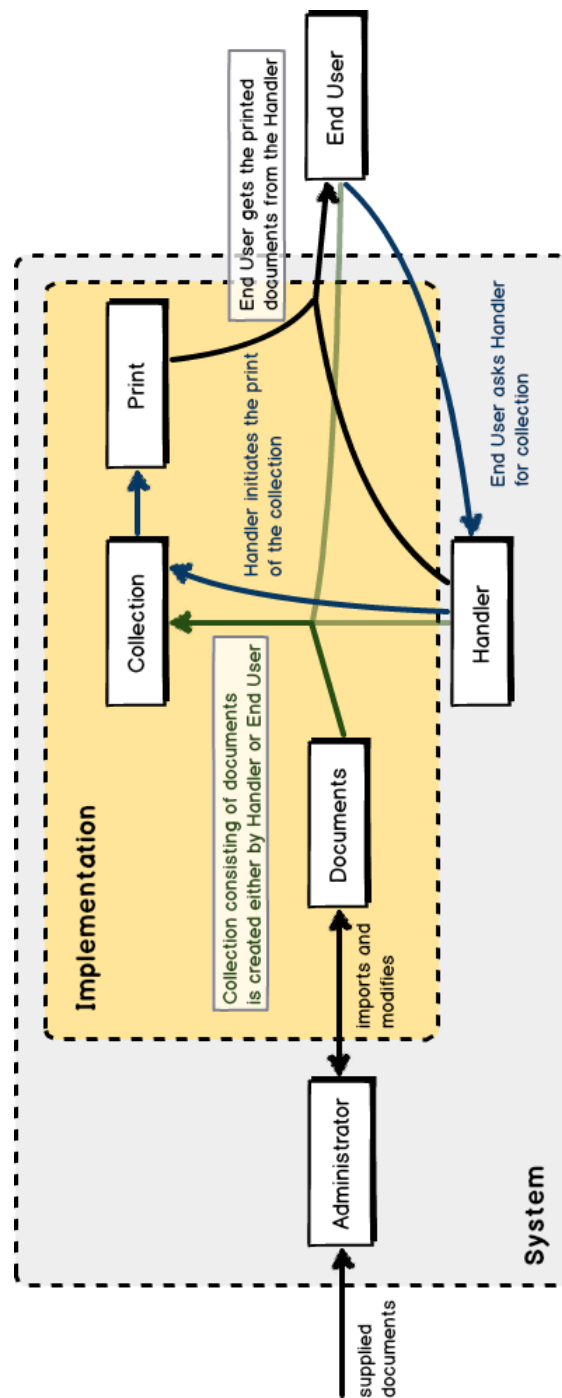 Implementation
Print
End User gets the printed
documents from the Handler
End User
Collection
Handler initiates the print
of the collection
Collection consisting of documents
is created either by Handler or End User
supplied
documents
Administrator
imports and
modifies
Documents
Handler
End User asks Handler
for collection
System